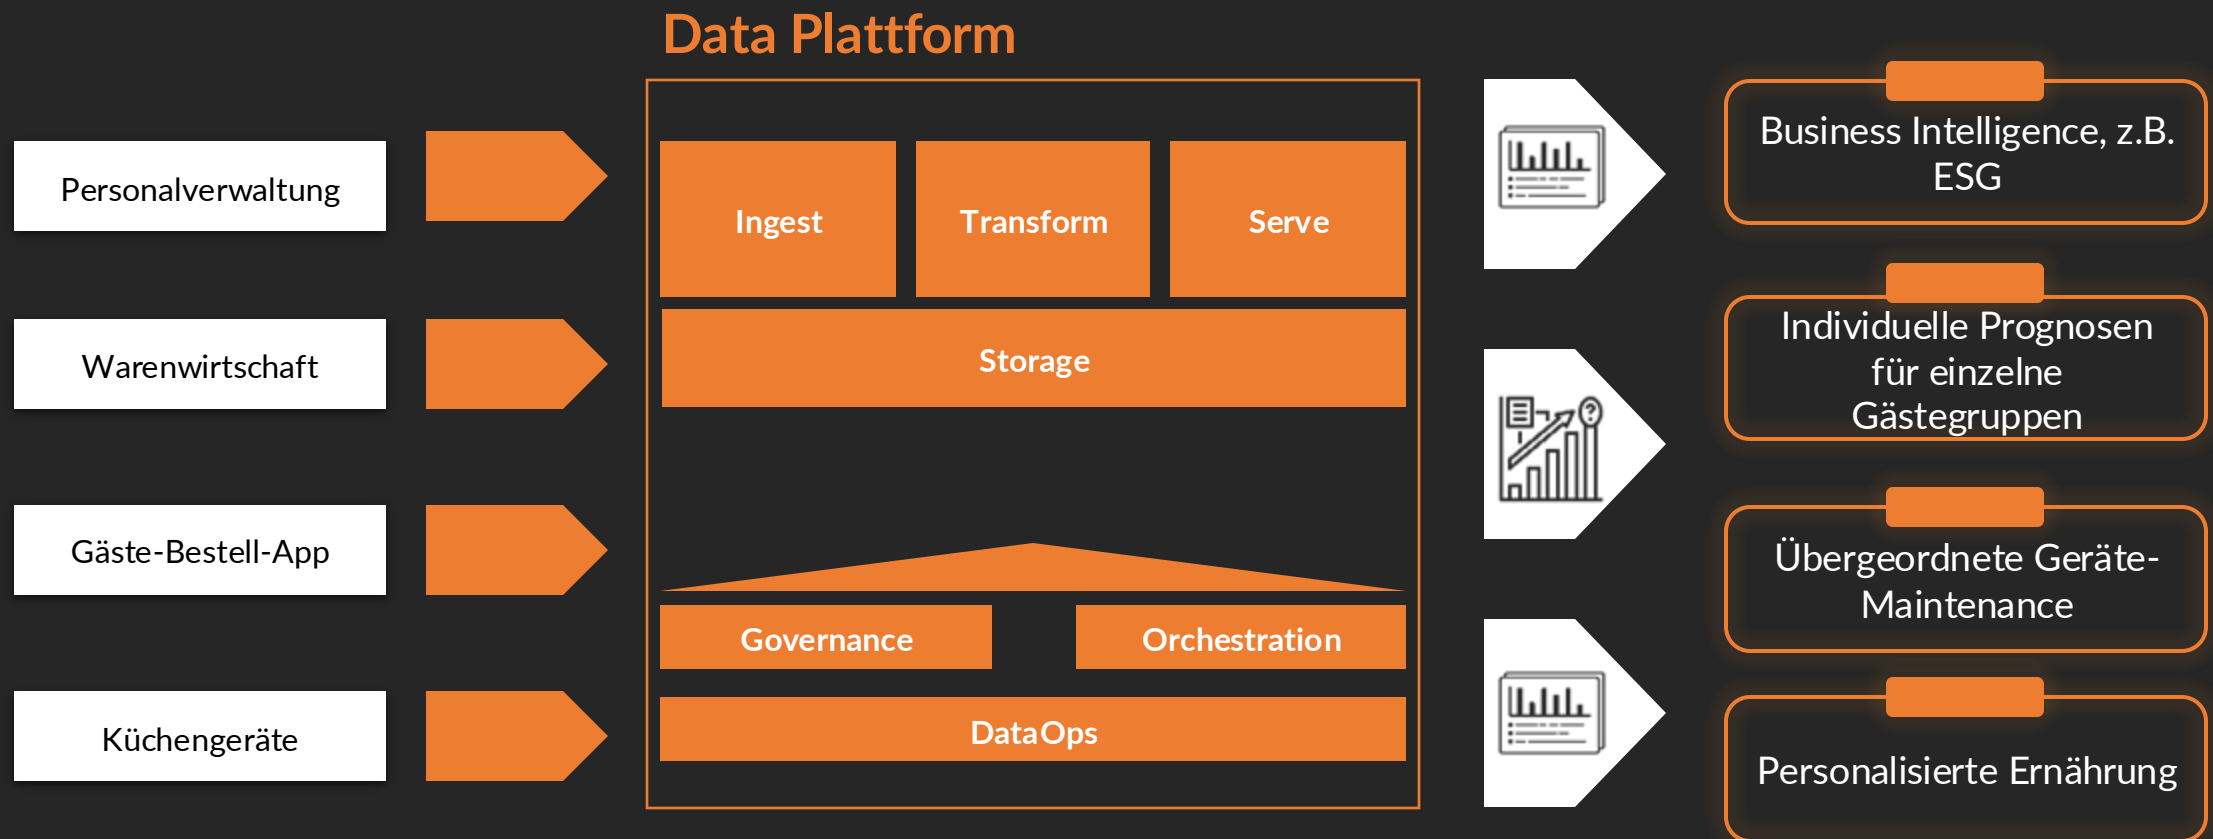 Data Plattform
Personalverwaltung
Warenwirtschaft
Gäste-Bestell-App
Küchengeräte
Ingest
Transform
Serve
Storage
Governance
Orchestration
DataOps
Business Intelligence, z.B.
ESG
Individuelle Prognosen
für einzelne
Gästegruppen
Übergeordnete Geräte-
Maintenance
Personalisierte Ernährung